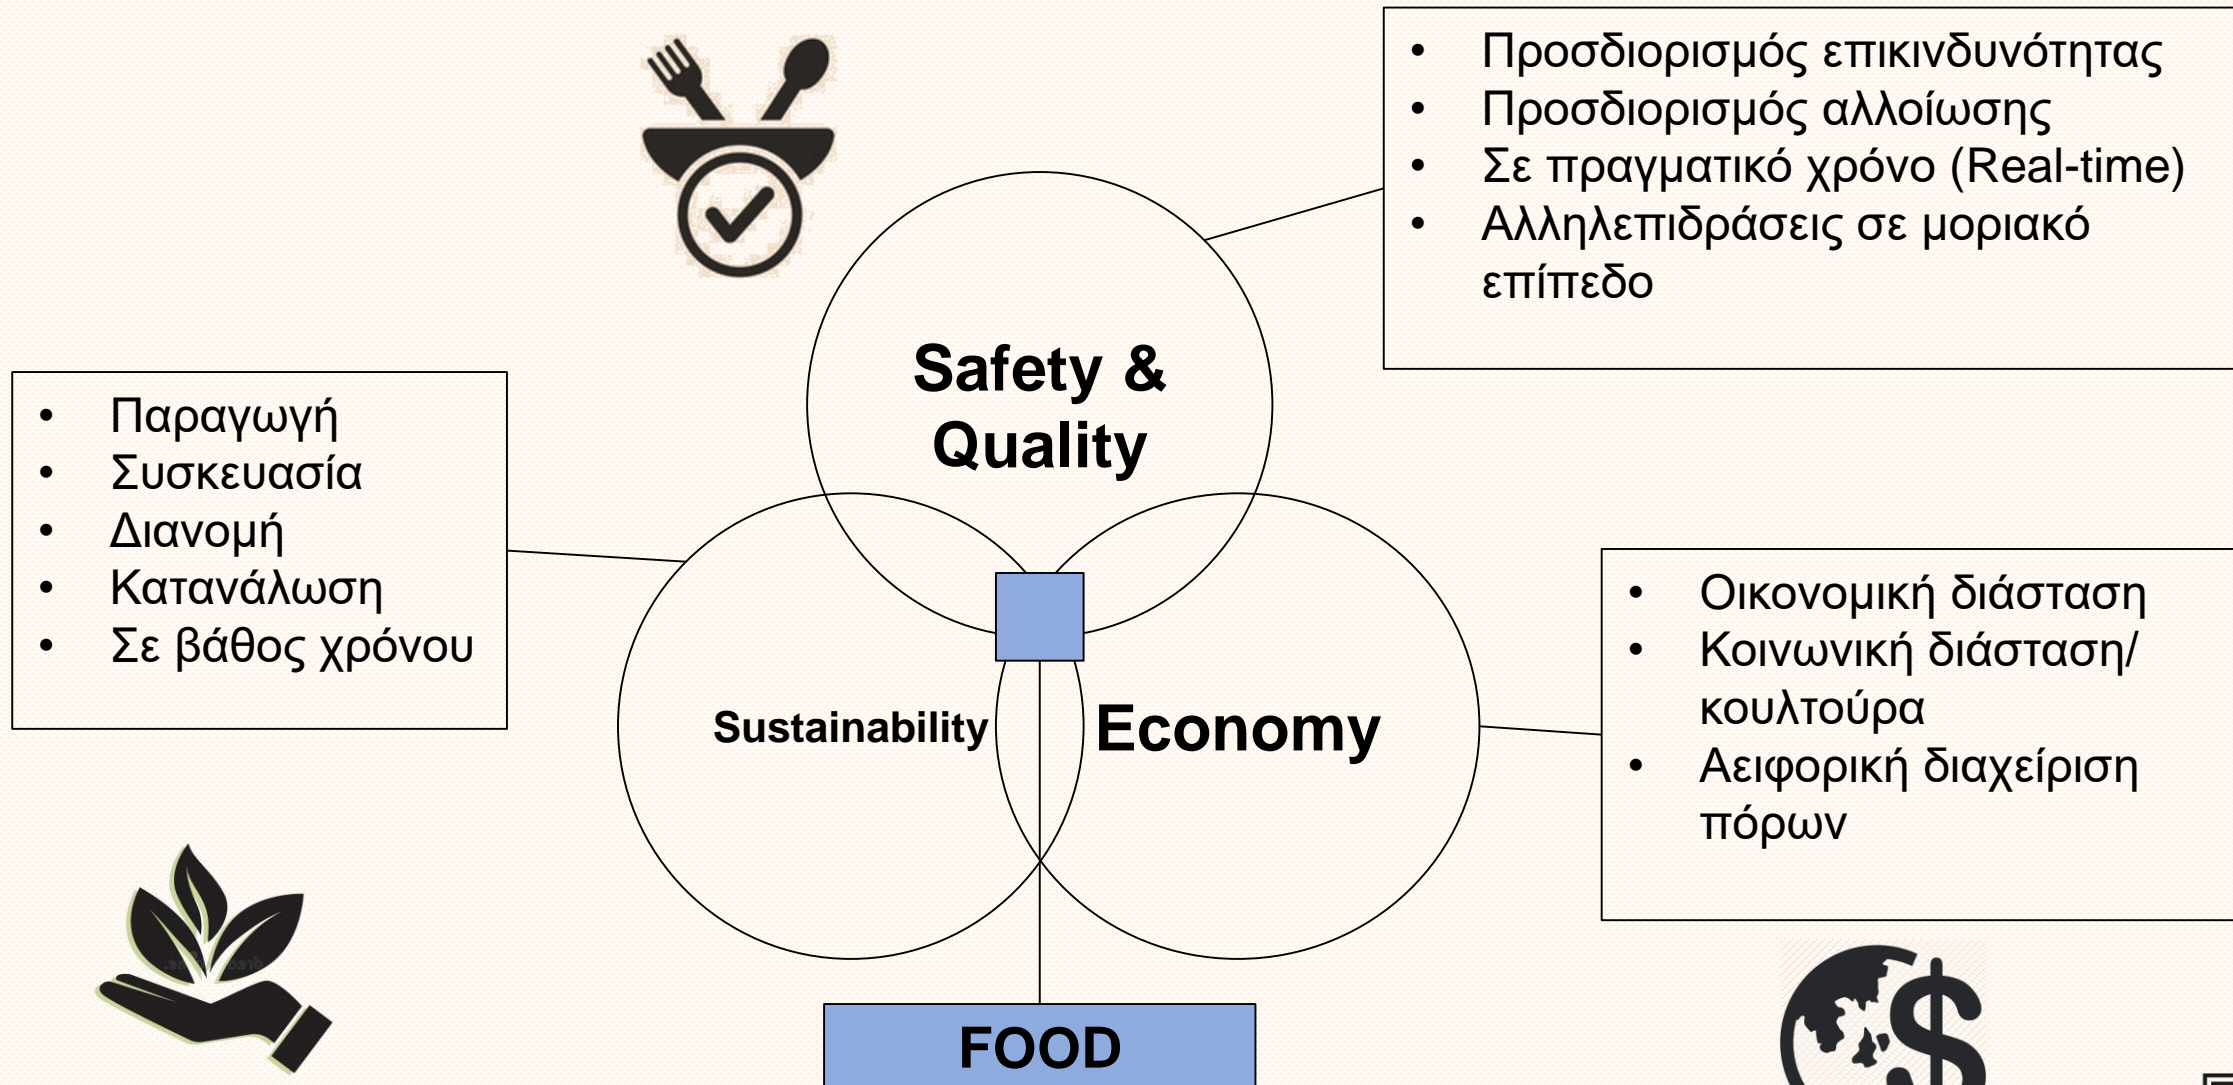 • Προσδιορισμός επικινδυνότητας
• Προσδιορισμός αλλοίωσης
• Σε πραγματικό χρόνο (Real-time)
• Αλληλεπιδράσεις σε μοριακό
επίπεδο
Safety &
Quality
• Παραγωγή
• Συσκευασία
• Διανομή
• Κατανάλωση
• Σε βάθος χρόνου
Sustainability
Economy
• Οικονομική διάσταση
• Κοινωνική διάσταση/
κουλτούρα
• Αειφορική διαχείριση
πόρων
FOOD